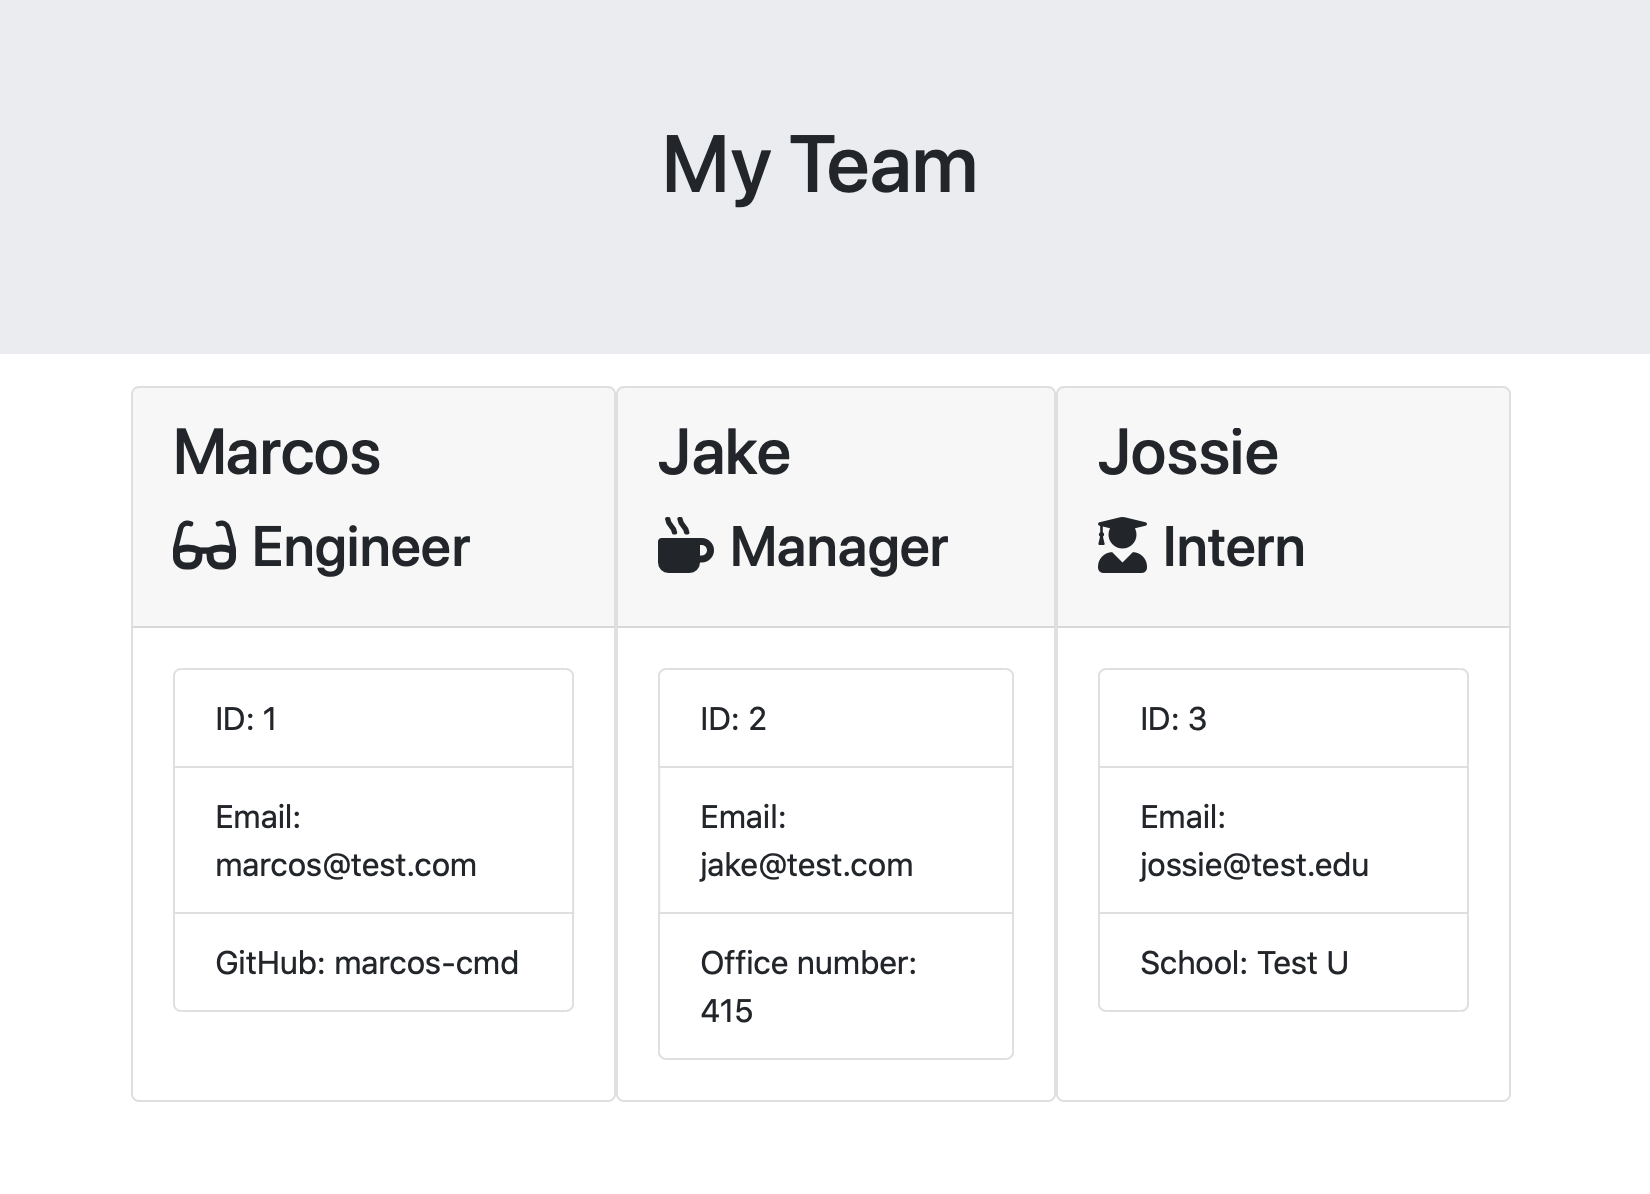 My Team
Marcos
Engineer
ID: 1
Email:
marcos@test.com
GitHub: marcos-cmd
Jake
Manager
ID: 2
Email:
jake@test.com
Office number:
415
Jossie
Intern
ID: 3
Email:
jossie@test.edu
School: Test U